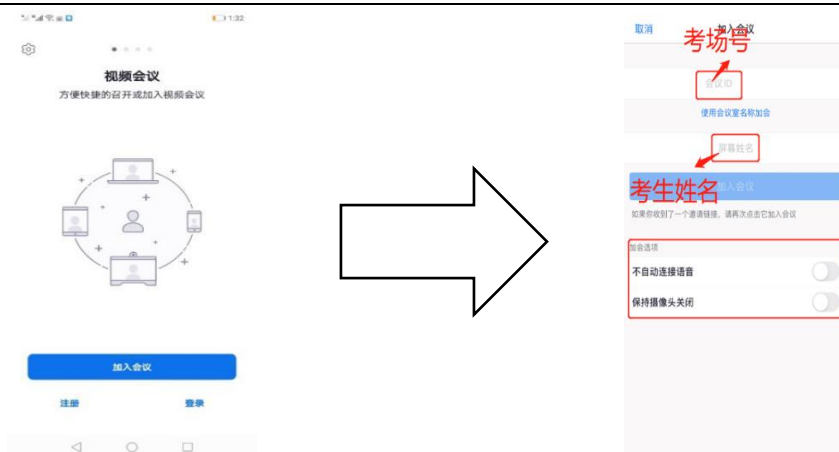 1:32
视频会议
方便快捷的召开或加入视频会议
加入会议
注册
登录
取消
加入会议
考场号
会议ID
使用会议室名称加会
屏幕姓名
考生姓名
加入会议
如果你收到了一个邀请链接，请再次点击它加入会议
加会选项
不自动连接语音
保持摄像头关闭